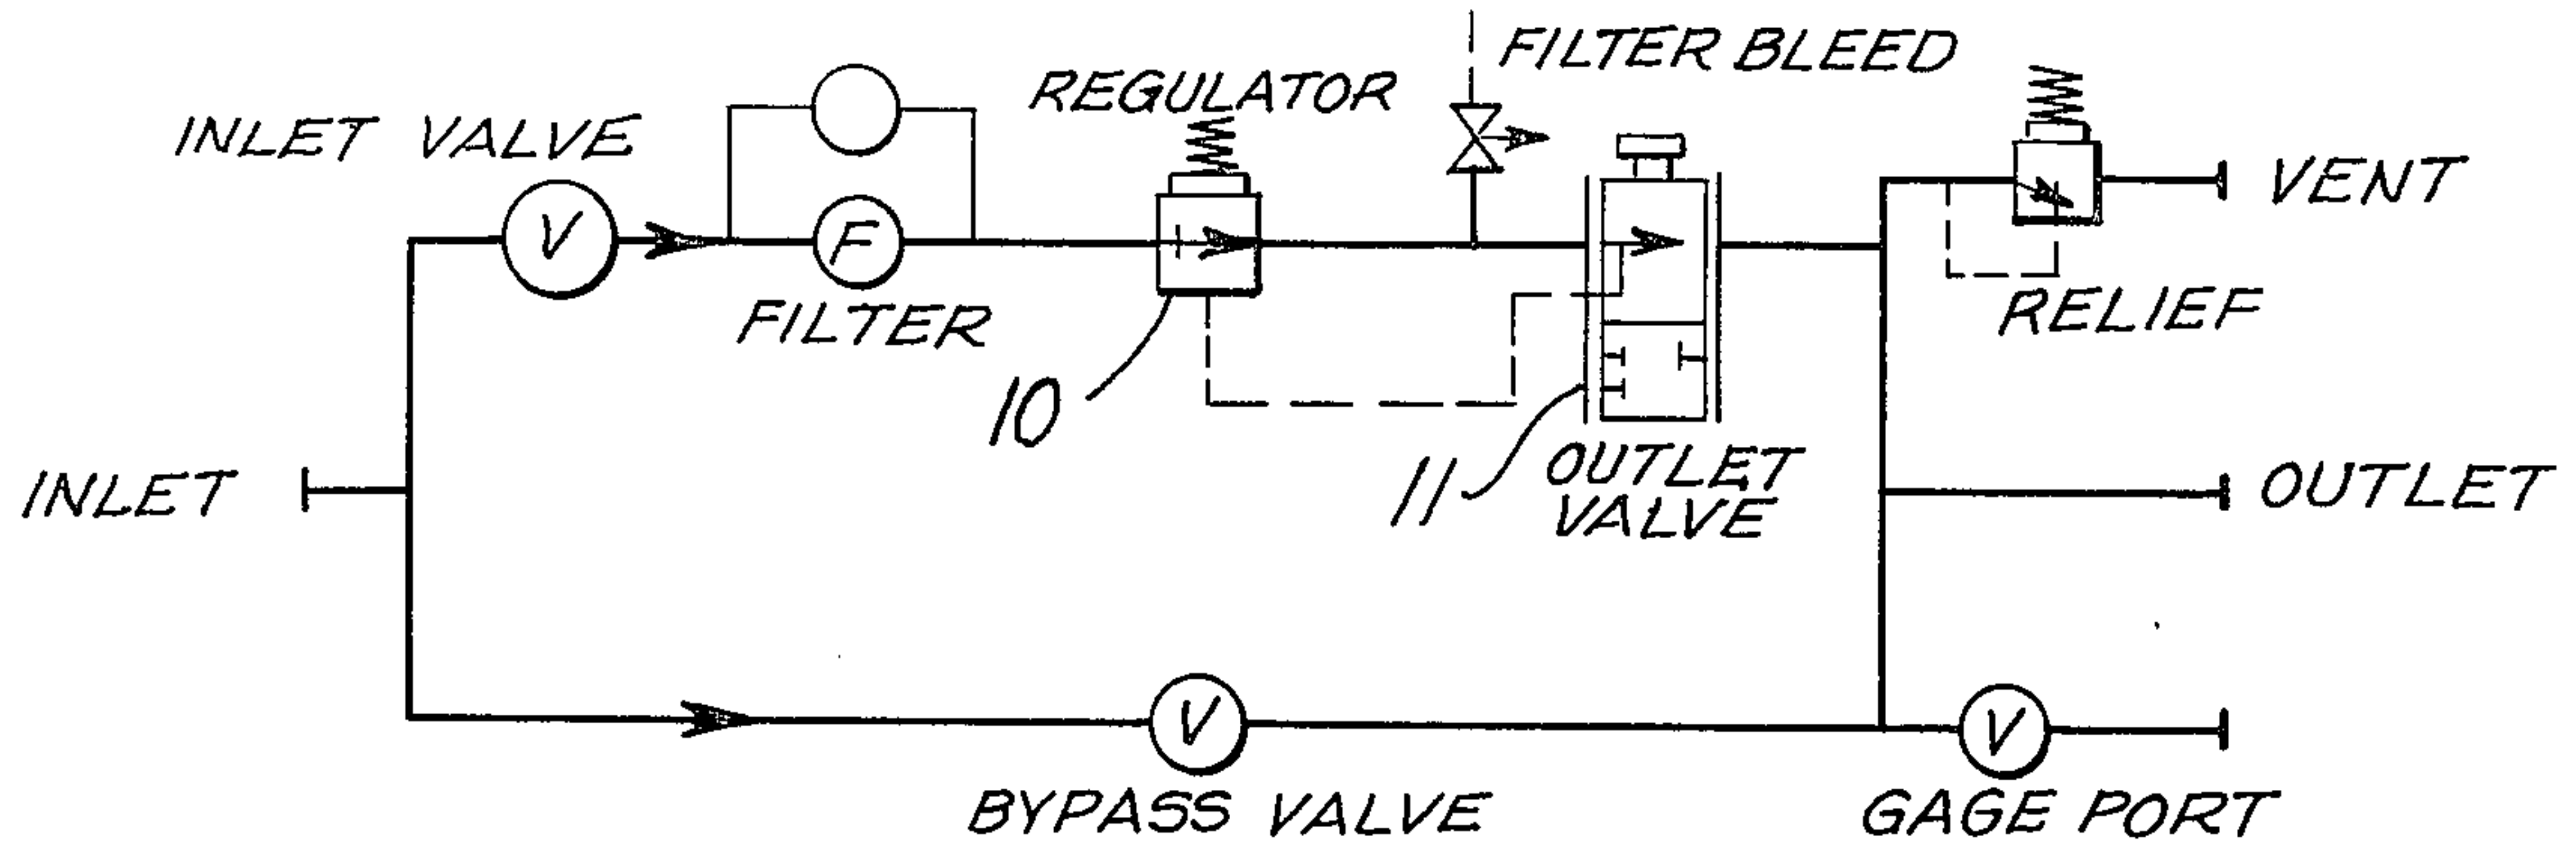 FILTER BLEED
REGULATOR
INLET VALVE
V
F
VENT
FILTER
RELIEF
10
11
OUTLET
VALVE
INLET
OUTLET
V
V
BYPASS VALVE
GAGE PORT